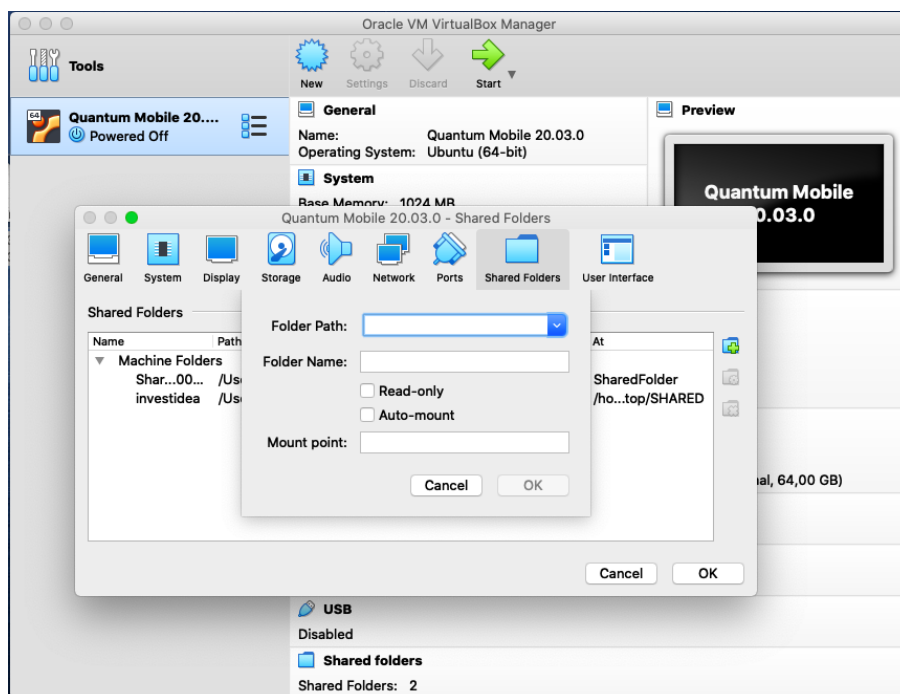 Oracle VM VirtualBox Manager
Tools
New Settings Discard Start
64
Quantum Mobile 20....
Powered Off
General
Name: Quantum Mobile 20.03.0
Operating System: Ubuntu (64-bit)
System
Base Memory: 1024 MB
Preview
Quantum Mobile
0.03.0
Quantum Mobile 20.03.0 - Shared Folders
General System Display Storage Audio Network Ports Shared Folders User Interface
Shared Folders
Name Path At
Machine Folders
Shar...00... /Use SharedFolder
investidea /Use /ho...top/SHARED
Folder Path:
Folder Name:
Read-only
Auto-mount
Mount point:
Cancel OK
al, 64,00 GB)
Cancel OK
USB
Disabled
Shared folders
Shared Folders: 2